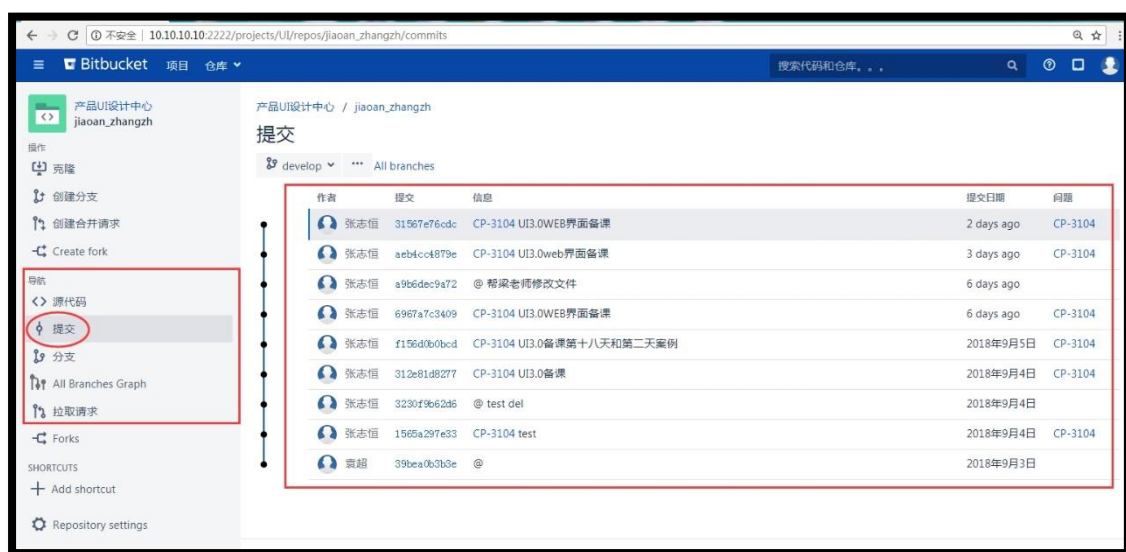 不安全 | 10.10.10.10:2222/projects/UI/repos/jiaoan_zhangzh/commits
Bitbucket 项目 仓库 搜索代码和仓库。。。
产品UI设计中心
jiaoan_zhangzh
操作
克隆
创建分支
创建合并请求
Create fork
导航
源代码
提交
分支
All Branches Graph
拉取请求
Forks
SHORTCUTS
Add shortcut
Repository settings
产品UI设计中心 / jiaoan_zhangzh
提交
develop ··· All branches
作者 提交 信息 提交日期 问题
张志恒 31567e76cdc CP-3104 UI3.0WEB界面备课 2 days ago CP-3104
张志恒 aeb4cc4879e CP-3104 UI3.0web界面备课 3 days ago CP-3104
张志恒 a9b6dec9a72 @ 帮梁老师修改文件 6 days ago
张志恒 6967a7c3409 CP-3104 UI3.0WEB界面备课 6 days ago CP-3104
张志恒 f156d0b0bcd CP-3104 UI3.0备课第十八天和第二天案例 2018年9月5日 CP-3104
张志恒 312e81d8277 CP-3104 UI3.0备课 2018年9月4日 CP-3104
张志恒 3230f9b62d6 @ test del 2018年9月4日
张志恒 1565a297e33 CP-3104 test 2018年9月4日 CP-3104
袁超 39bea0b3b3e @ 2018年9月3日